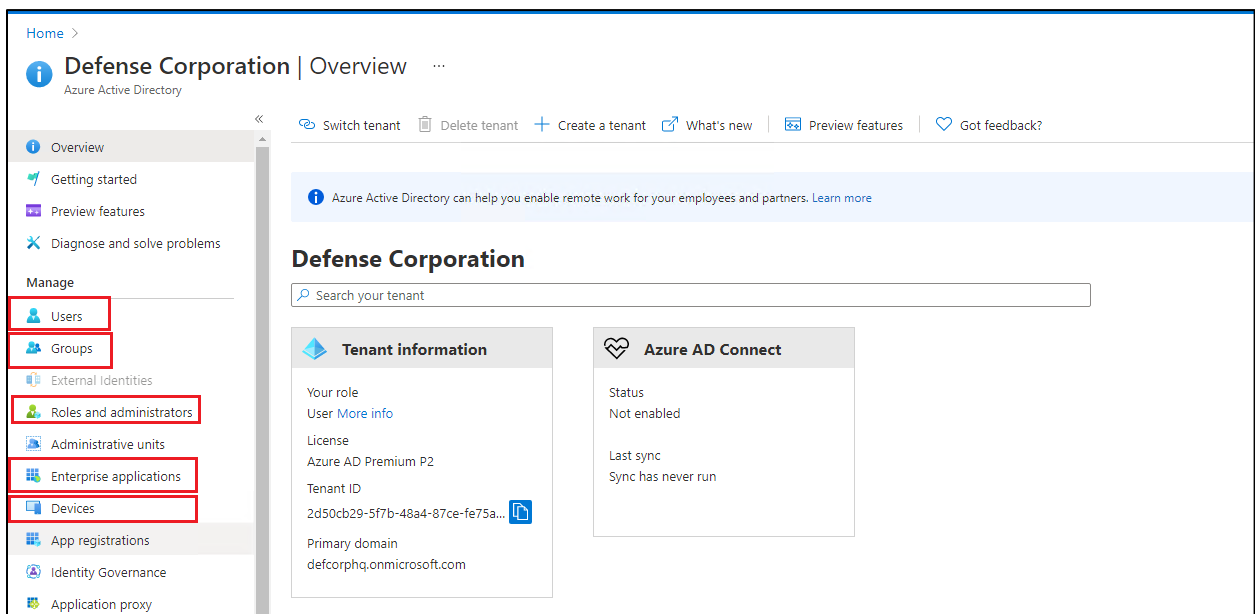 Home >
Defense Corporation | Overview ...
Azure Active Directory
«
Overview
Getting started
Preview features
Diagnose and solve problems
Manage
Users
Groups
External Identities
Roles and administrators
Administrative units
Enterprise applications
Devices
App registrations
Identity Governance
Application proxy
Switch tenant Delete tenant Create a tenant What's new Preview features Got feedback?
Azure Active Directory can help you enable remote work for your employees and partners. Learn more
Defense Corporation
Search your tenant
Tenant information
Your role
User More info
License
Azure AD Premium P2
Tenant ID
2d50cb29-5f7b-48a4-87ce-fe75a...
Primary domain
defcorphq.onmicrosoft.com
Azure AD Connect
Status
Not enabled
Last sync
Sync has never run